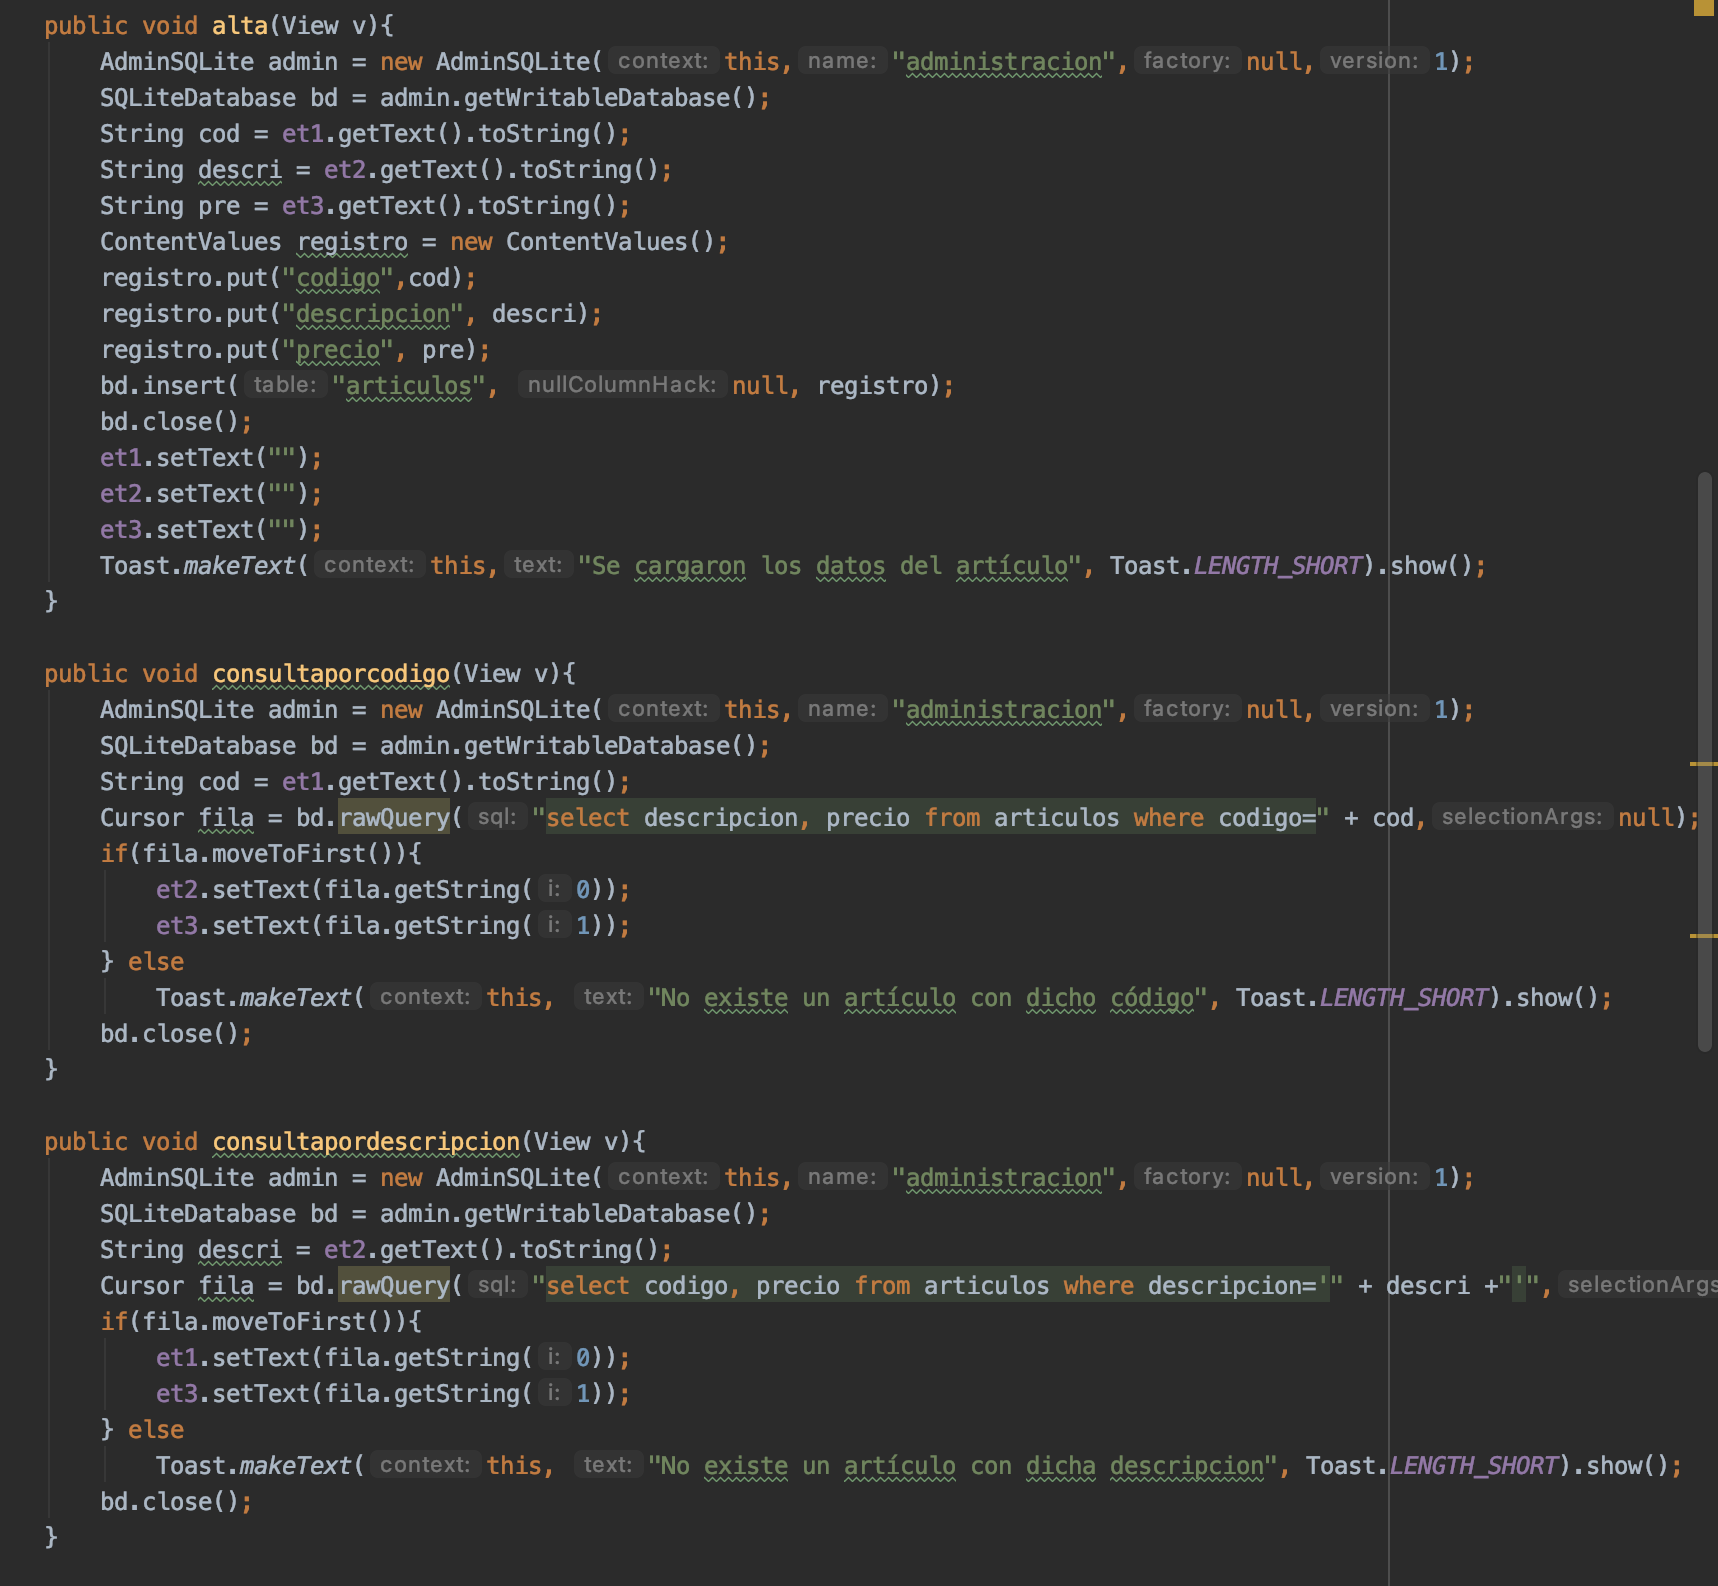 public void alta(View v){
AdminSQLite admin = new AdminSQLite( context: this, name: "administracion", factory: null, version: 1);
SQLiteDatabase bd = admin.getWritableDatabase();
String cod = et1.getText().toString();
String descri = et2.getText().toString();
String pre = et3.getText().toString();
ContentValues registro = new ContentValues();
registro.put("codigo",cod);
registro.put("descripcion", descri);
registro.put("precio", pre);
bd.insert( table: "articulos", nullColumnHack: null, registro);
bd.close();
et1.setText("");
et2.setText("");
et3.setText("");
Toast.makeText( context: this, text: "Se cargaron los datos del artículo", Toast.LENGTH_SHORT).show();
}
public void consultaporcodigo(View v){
AdminSQLite admin = new AdminSQLite( context: this, name: "administracion", factory: null, version: 1);
SQLiteDatabase bd = admin.getWritableDatabase();
String cod = et1.getText().toString();
Cursor fila = bd.rawQuery( sql: "select descripcion, precio from articulos where codigo=" + cod, selectionArgs: null);
if(fila.moveToFirst()){
et2.setText(fila.getString( i: 0));
et3.setText(fila.getString( i: 1));
} else
Toast.makeText( context: this, text: "No existe un artículo con dicho código", Toast.LENGTH_SHORT).show();
bd.close();
}
public void consultapordescripcion(View v){
AdminSQLite admin = new AdminSQLite( context: this, name: "administracion", factory: null, version: 1);
SQLiteDatabase bd = admin.getWritableDatabase();
String descri = et2.getText().toString();
Cursor fila = bd.rawQuery( sql: "select codigo, precio from articulos where descripcion='" + descri +"'", selectionArgs
if(fila.moveToFirst()){
et1.setText(fila.getString( i: 0));
et3.setText(fila.getString( i: 1));
} else
Toast.makeText( context: this, text: "No existe un artículo con dicha descripcion", Toast.LENGTH_SHORT).show();
bd.close();
}